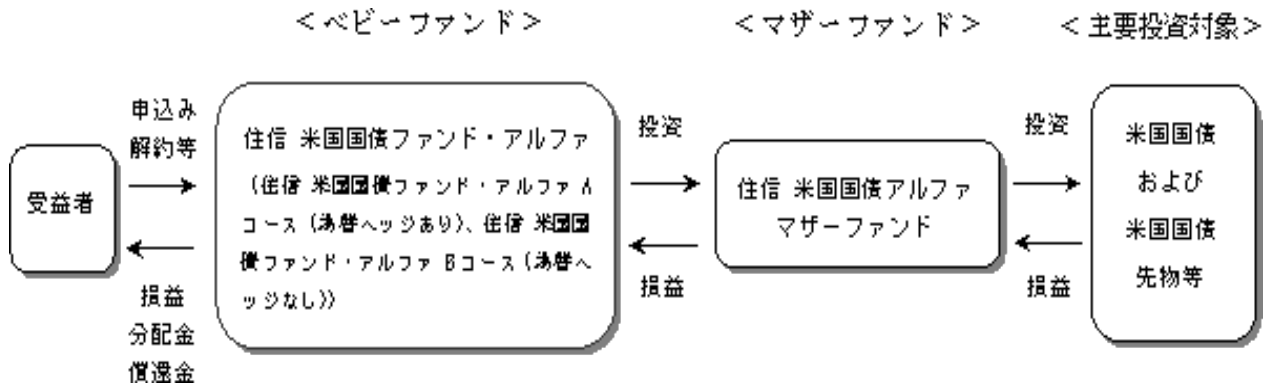 ＜ベビーファンド＞
＜マザーファンド＞
＜主要投資対象＞
受益者
申込み
解約等
損益
分配金
償還金
住信 米国国債ファンド・アルファ
（住信 米国国債ファンド・アルファ A
コース（為替ヘッジあり）、住信 米国国
債ファンド・アルファ Bコース（為替ヘ
ッジなし））
投資
損益
住信 米国国債アルファ
マザーファンド
投資
損益
米国国債
および
米国国債
先物等